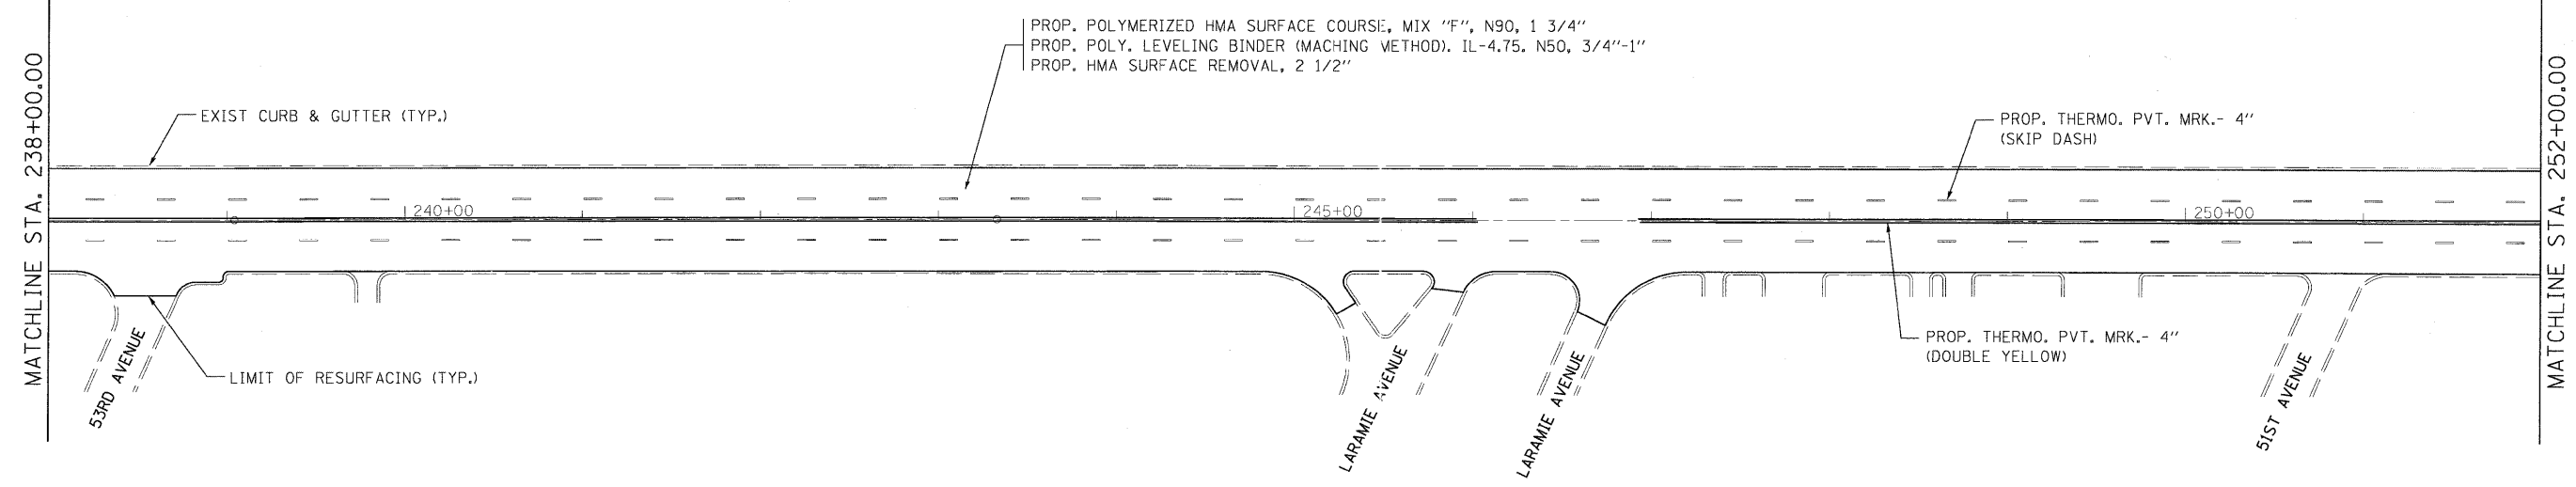 PROP. POLYMERIZED HMA SURFACE COURSE, MIX "F", N90, 1 3/4"
PROP. POLY. LEVELING BINDER (MACHING METHOD). IL-4.75. N50, 3/4"-1"
PROP. HMA SURFACE REMOVAL, 2 1/2"
MATCHLINE STA. 238+00.00
EXIST CURB & GUTTER (TYP.)
PROP. THERMO. PVT. MRK.- 4"
(SKIP DASH)
MATCHLINE STA. 252+00.00
240+00
245+00
250+00
PROP. THERMO. PVT. MRK.- 4"
(DOUBLE YELLOW)
LIMIT OF RESURFACING (TYP.)
53RD AVENUE
LARAMIE AVENUE
LARAMIE AVENUE
51ST AVENUE